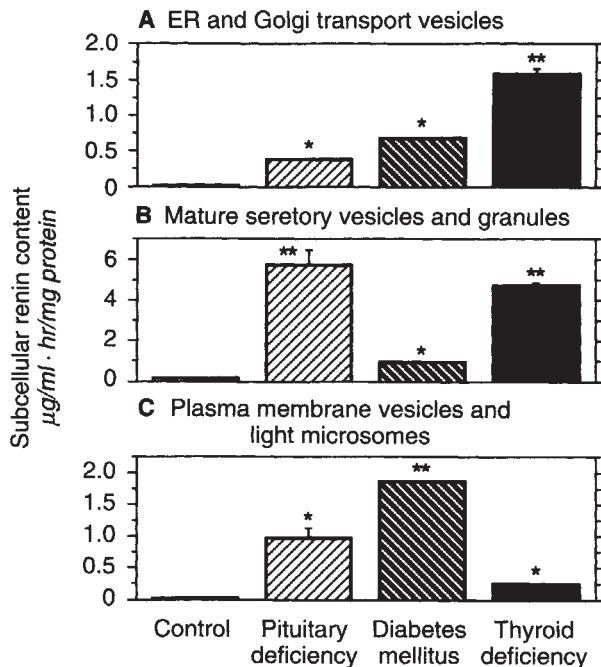 A ER and Golgi transport vesicles
2.0
1.5
1.0
0.5
0
*
*
**
B Mature seretory vesicles and granules
6
4
2
0
**
*
**
C Plasma membrane vesicles and
light microsomes
2.0
1.5
1.0
0.5
0
*
**
*
Subcellular renin content
µg/ml · hr/mg protein
Control
Pituitary
deficiency
Diabetes
mellitus
Thyroid
deficiency